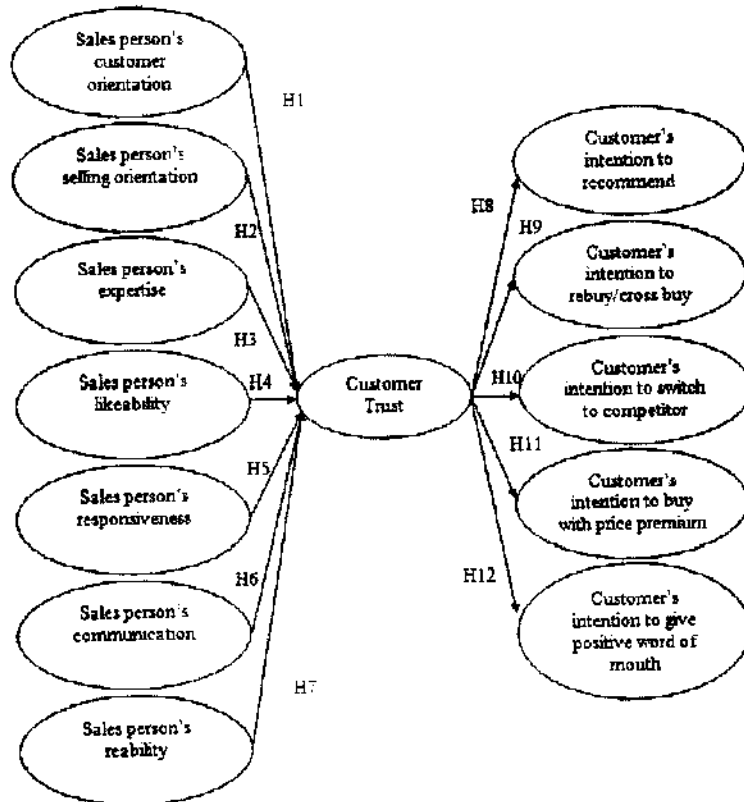 Sales person's
customer
orientation
H1
Sales person's
selling orientation
H2
Sales person's
expertise
H3
Sales person's
likeability
H4
Sales person's
responsiveness
H5
Sales person's
communication
H6
Sales person's
reability
H7
Customer
Trust
H8
Customer's
intention to
recommend
H9
Customer's
intention to
rebuy/cross buy
H10
Customer's
intention to switch
to competitor
H11
Customer's
intention to buy
with price premium
H12
Customer's
intention to give
positive word of
mouth